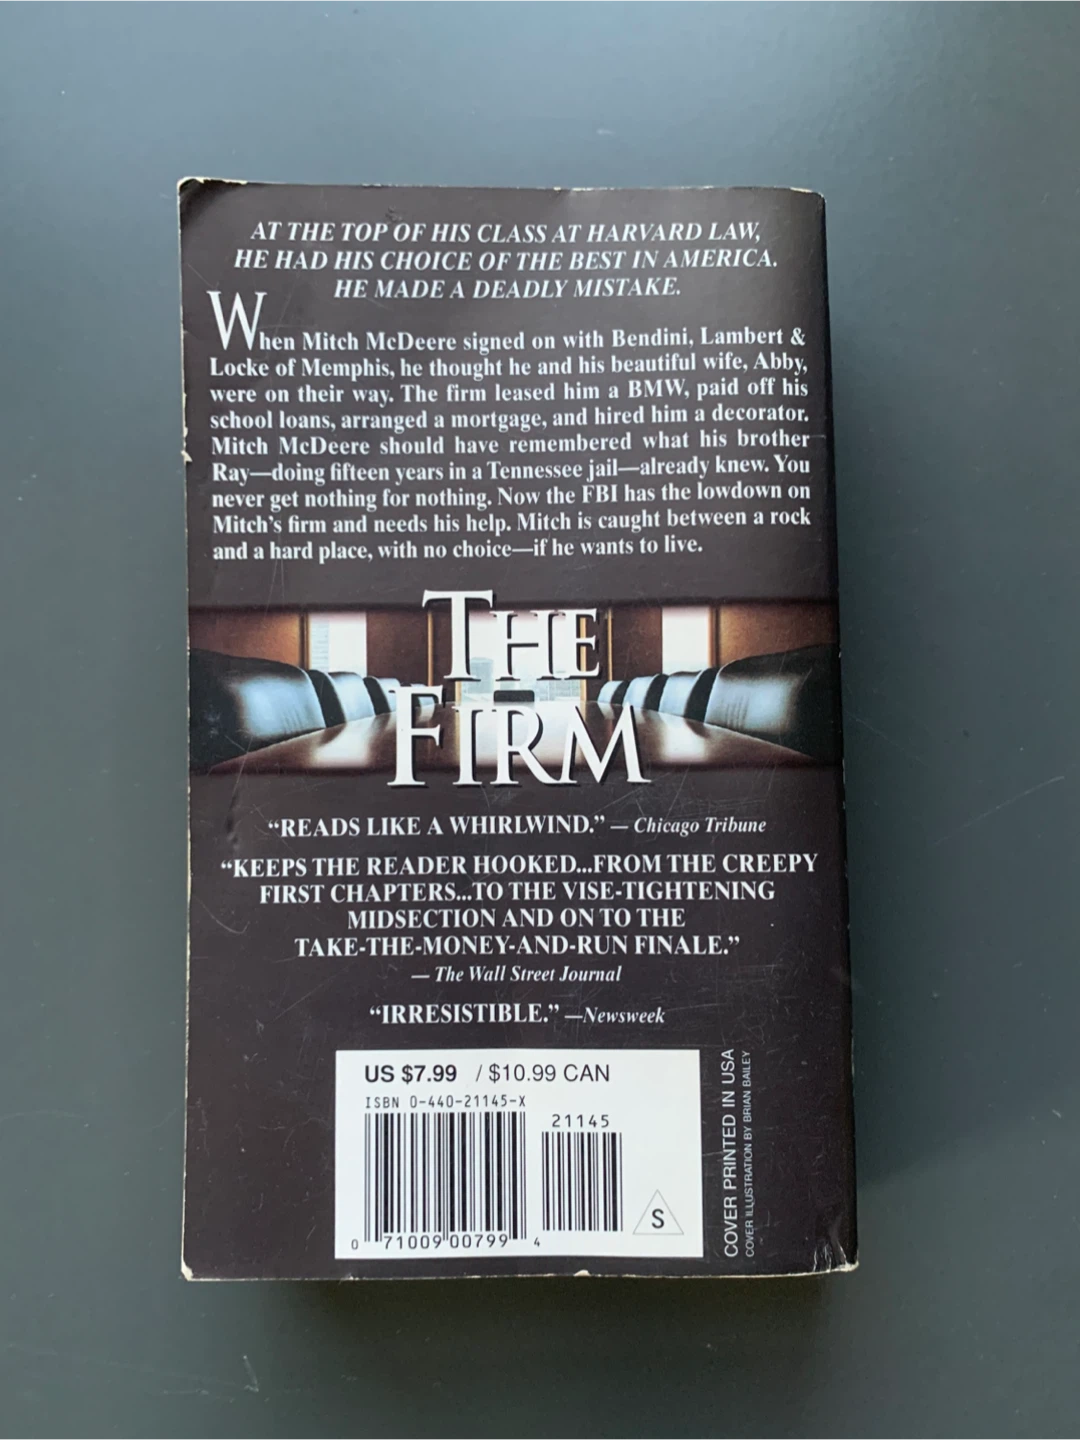 AT THE TOP OF HIS CLASS AT HARVARD LAW,
HE HAD HIS CHOICE OF THE BEST IN AMERICA.
HE MADE A DEADLY MISTAKE.
When Mitch McDeere signed on with Bendini, Lambert &
Locke of Memphis, he thought he and his beautiful wife, Abby,
were on their way. The firm leased him a BMW, paid off his
school loans, arranged a mortgage, and hired him a decorator.
Mitch McDeere should have remembered what his brother
Ray—doing fifteen years in a Tennessee jail—already knew. You
never get nothing for nothing. Now the FBI has the lowdown on
Mitch’s firm and needs his help. Mitch is caught between a rock
and a hard place, with no choice—if he wants to live.
THE
FIRM
“READS LIKE A WHIRLWIND.” — Chicago Tribune
“KEEPS THE READER HOOKED...FROM THE CREEPY
FIRST CHAPTERS...TO THE VISE-TIGHTENING
MIDSECTION AND ON TO THE
TAKE-THE-MONEY-AND-RUN FINALE.”
— The Wall Street Journal
“IRRESISTIBLE.” —Newsweek
US $7.99 / $10.99 CAN
ISBN 0-440-21145-X
21145
0 71009 00799 4
S
COVER PRINTED IN USA
COVER ILLUSTRATION BY BRIAN BAILEY